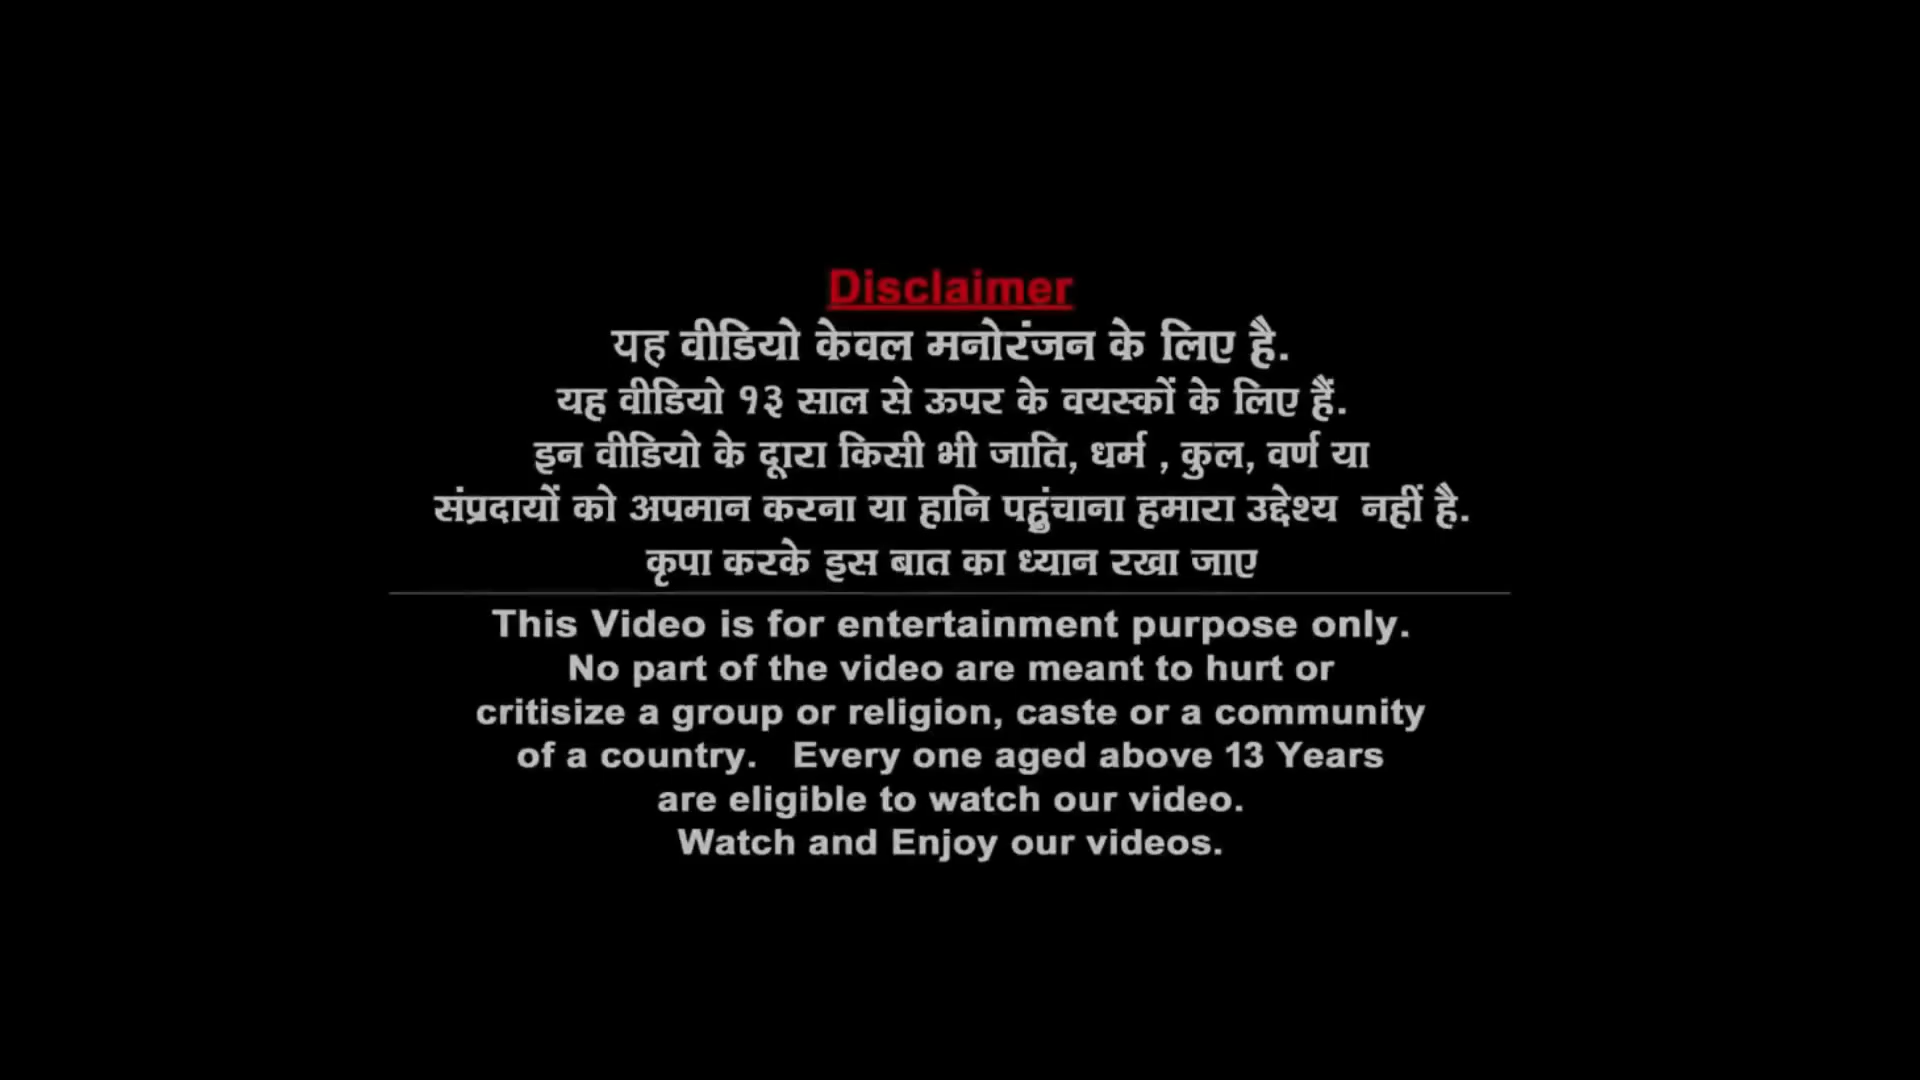 Disclaimer
यह वीडियो केवल मनोरंजन के लिए है.
यह वीडियो १३ साल से ऊपर के वयस्कों के लिए हैं.
इन वीडियो के दूारा किसी भी जाति, धर्म , कुल, वर्ण या
संप्रदायों को अपमान करना या हानि पहुंचाना हमारा उद्देश्य  नहीं है.
कृपा करके इस बात का ध्यान रखा जाए
This Video is for entertainment purpose only.
No part of the video are meant to hurt or
critisize a group or religion, caste or a community
of a country.   Every one aged above 13 Years
are eligible to watch our video.
Watch and Enjoy our videos.